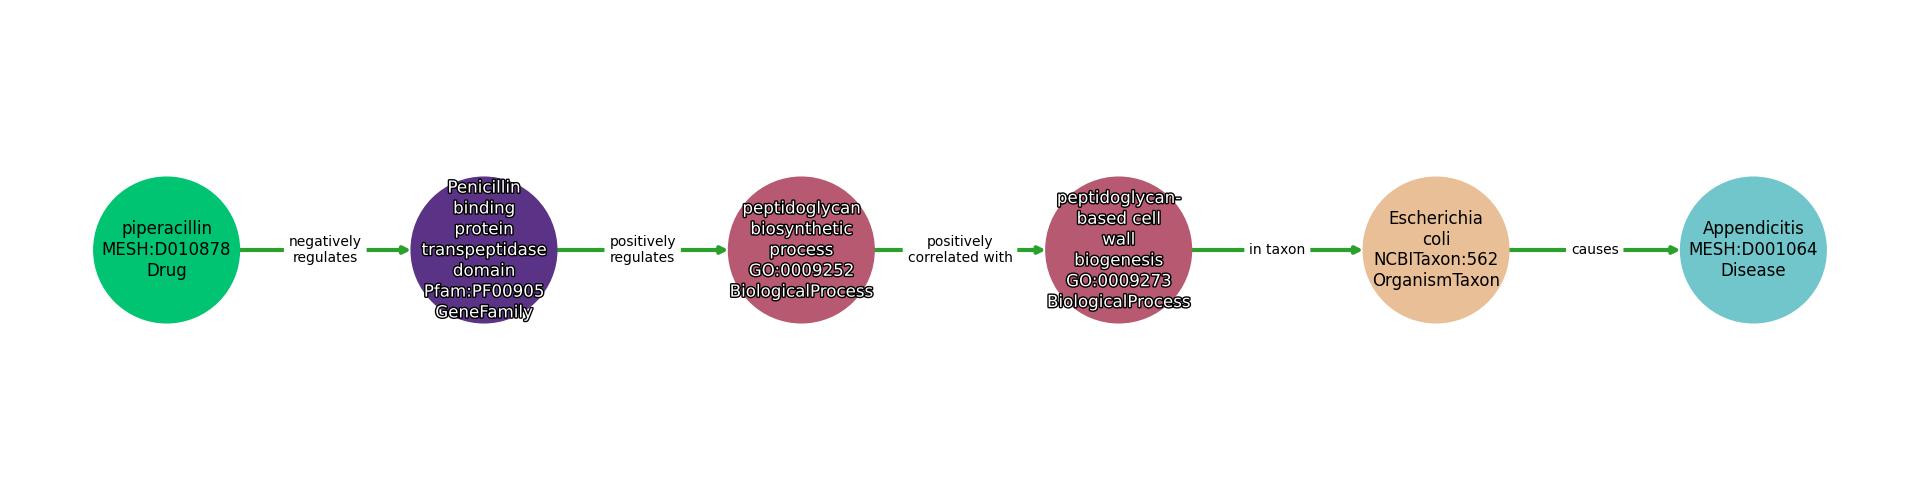 piperacillin
MESH:D010878
Drug
negatively
regulates
Penicillin
binding
protein
transpeptidase
domain
Pfam:PF00905
GeneFamily
positively
regulates
peptidoglycan
biosynthetic
process
GO:0009252
BiologicalProcess
positively
correlated with
peptidoglycan-
based cell
wall
biogenesis
GO:0009273
BiologicalProcess
in taxon
Escherichia
coli
NCBITaxon:562
OrganismTaxon
causes
Appendicitis
MESH:D001064
Disease